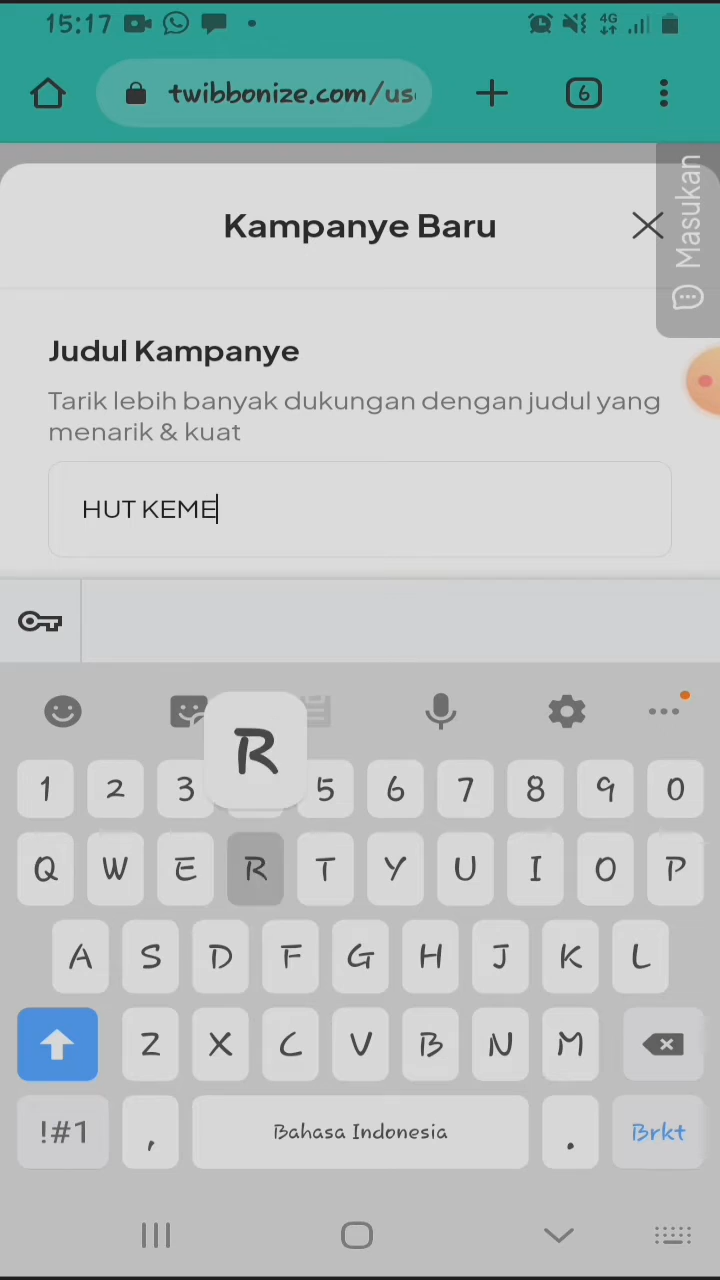 15:17 4G
twibbonize.com/us 6
Masukan
Kampanye Baru
Judul Kampanye
Tarik lebih banyak dukungan dengan judul yang
menarik & kuat
HUT KEME
R
1 2 3 5 6 7 8 9 0
Q W E R T Y U I O P
A S D F G H J K L
Z X C V B N M
!#1 , Bahasa Indonesia . Brkt